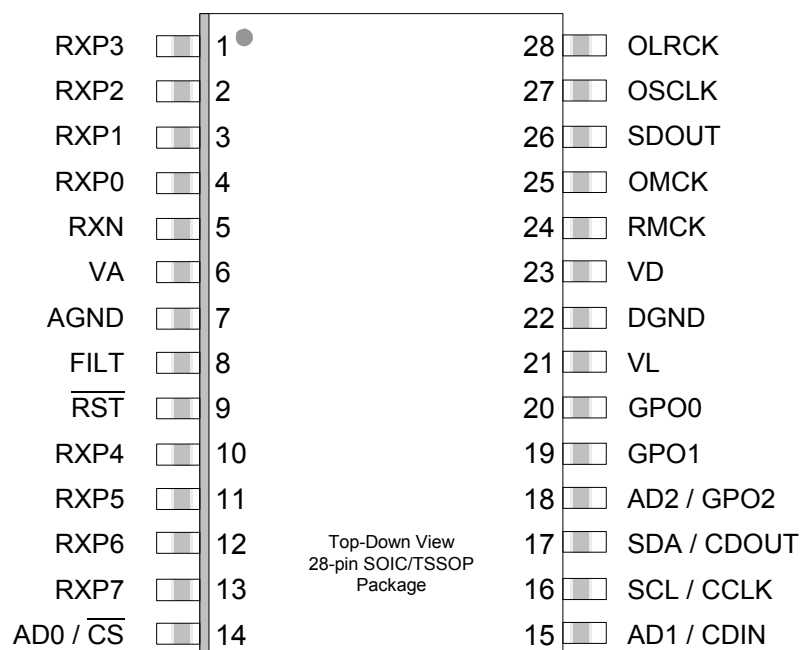 RXP3 1 28 OLRCK
RXP2 2 27 OSCLK
RXP1 3 26 SDOUT
RXP0 4 25 OMCK
RXN 5 24 RMCK
VA 6 23 VD
AGND 7 22 DGND
FILT 8 21 VL
R̅S̅T̅ 9 20 GPO0
RXP4 10 19 GPO1
RXP5 11 18 AD2 / GPO2
RXP6 12 17 SDA / CDOUT
RXP7 13 16 SCL / CCLK
AD0 / C̅S̅ 14 15 AD1 / CDIN
Top-Down View
28-pin SOIC/TSSOP
Package